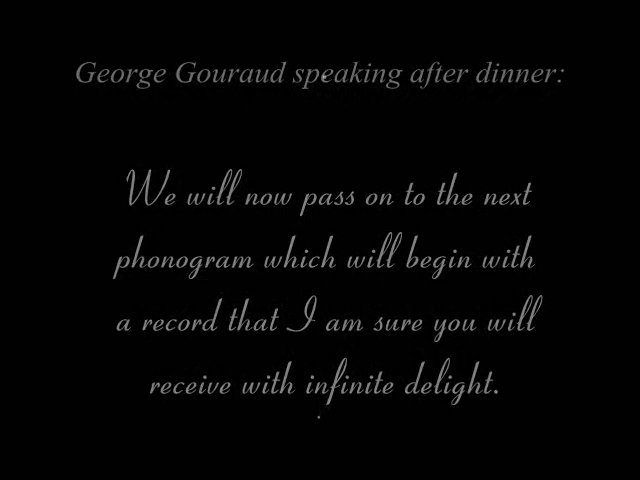 George Gouraud speaking after dinner:
We will now pass on to the next
phonogram which will begin with
a record that I am sure you will
receive with infinite delight.